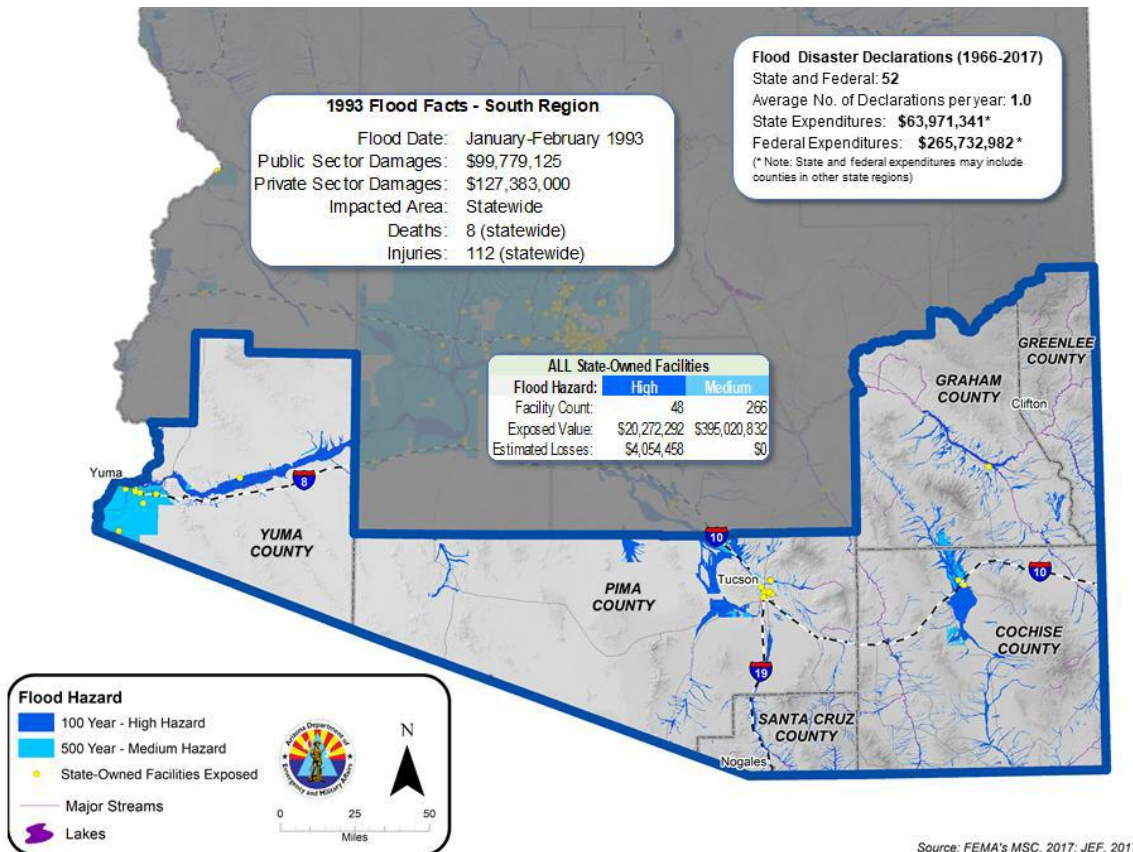 1993 Flood Facts - South Region
Flood Date: January-February 1993
Public Sector Damages: $99,779,125
Private Sector Damages: $127,383,000
Impacted Area: Statewide
Deaths: 8 (statewide)
Injuries: 112 (statewide)
Flood Disaster Declarations (1966-2017)
State and Federal: 52
Average No. of Declarations per year: 1.0
State Expenditures: $63,971,341*
Federal Expenditures: $265,732,982*
(* Note: State and federal expenditures may include
counties in other state regions)
ALL State-Owned Facilities
Flood Hazard: High Medium
Facility Count: 48 266
Exposed Value: $20,272,292 $395,020,832
Estimated Losses: $4,054,458 $0
GREENLEE
COUNTY
GRAHAM
COUNTY
Clifton
Yuma
8
YUMA
COUNTY
10
Tucson
PIMA
COUNTY
10
COCHISE
COUNTY
19
SANTA CRUZ
COUNTY
Nogales
Flood Hazard
100 Year - High Hazard
500 Year - Medium Hazard
State-Owned Facilities Exposed
Major Streams
Lakes
Arizona Department of
Emergency and Military Affairs
N
0 25 50
Miles
Source: FEMA's MSC, 2017; JEF, 201